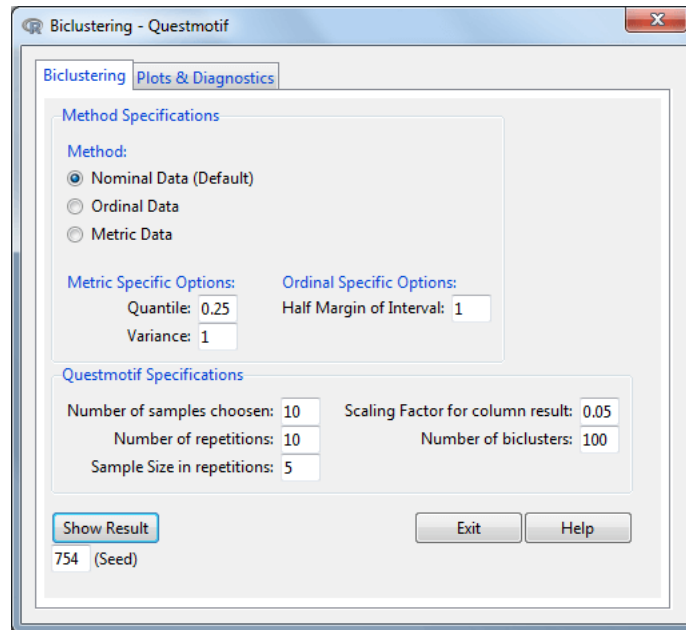 Biclustering - Questmotif
Biclustering Plots & Diagnostics
Method Specifications
Method:
Nominal Data (Default)
Ordinal Data
Metric Data
Metric Specific Options: Ordinal Specific Options:
Quantile: 0.25 Half Margin of Interval: 1
Variance: 1
Questmotif Specifications
Number of samples choosen: 10 Scaling Factor for column result: 0.05
Number of repetitions: 10 Number of biclusters: 100
Sample Size in repetitions: 5
Show Result Exit Help
754 (Seed)